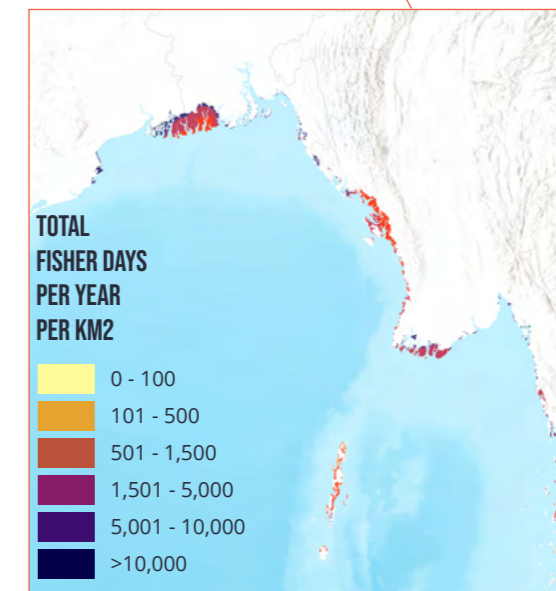 TOTAL
FISHER DAYS
PER YEAR
PER KM2
0 - 100
101 - 500
501 - 1,500
1,501 - 5,000
5,001 - 10,000
>10,000